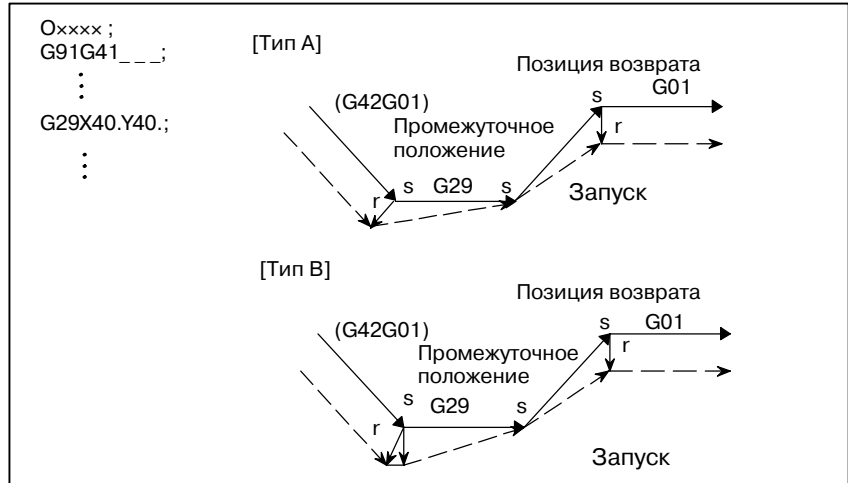 O×××× ;
G91G41_ _ _;
G29X40.Y40.;
[Тип A]
Позиция возврата
s G01
(G42G01)
r
Промежуточное
положение
s G29 s
r
Запуск
[Тип B]
Позиция возврата
s G01
(G42G01)
r
Промежуточное
положение
s
G29 s
r
Запуск